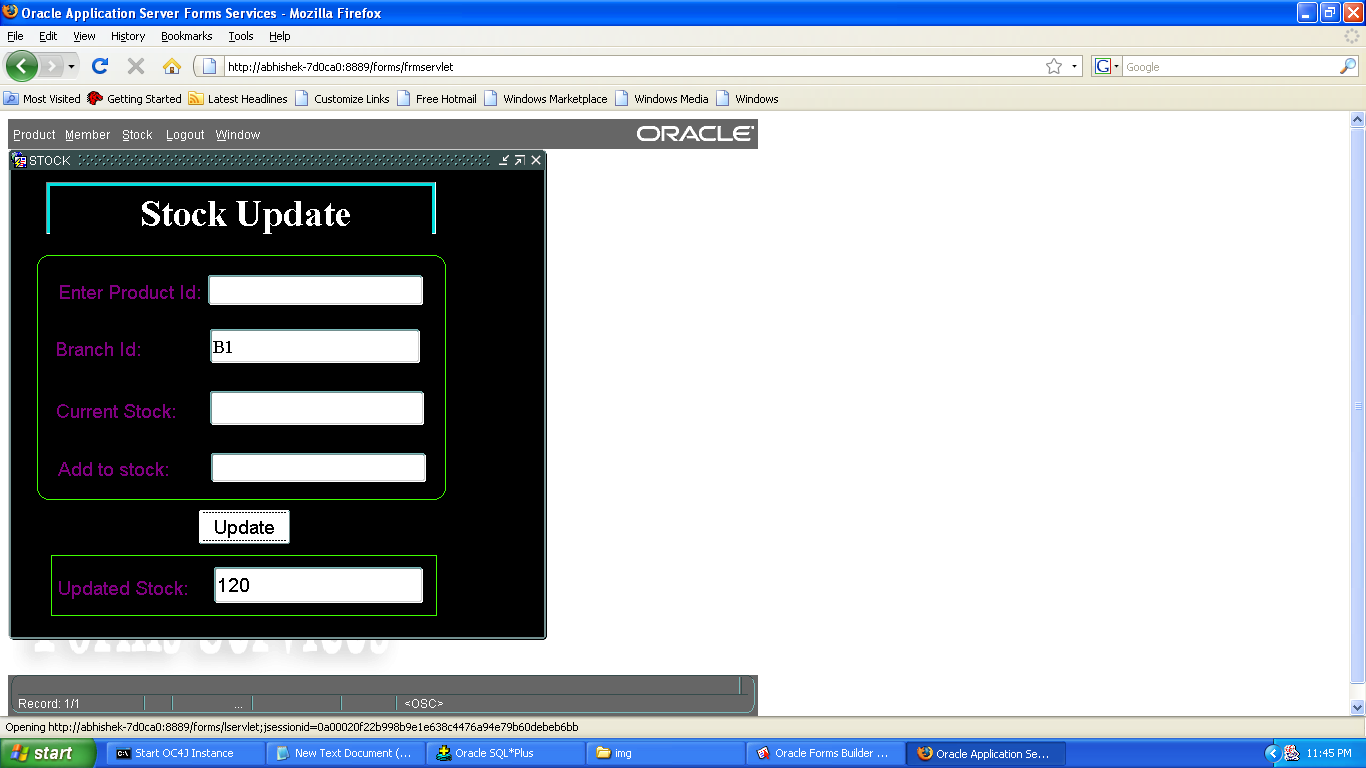 Oracle Application Server Forms Services - Mozilla Firefox
File Edit View History Bookmarks Tools Help
http://abhishek-7d0ca0:8889/forms/frmservlet
G Google
Most Visited Getting Started Latest Headlines Customize Links Free Hotmail Windows Marketplace Windows Media Windows
Product Member Stock Logout Window ORACLE
STOCK
Stock Update
Enter Product Id:
Branch Id: B1
Current Stock:
Add to stock:
Update
Updated Stock: 120
Forms Services
Record: 1/1 ... <OSC>
Opening http://abhishek-7d0ca0:8889/forms/lservlet;jsessionid=0a00020f22b998b9e1e638c4476a94e79b60debeb6bb
start Start OC4J Instance New Text Document (... Oracle SQL*Plus img Oracle Forms Builder ... Oracle Application Se... 11:45 PM